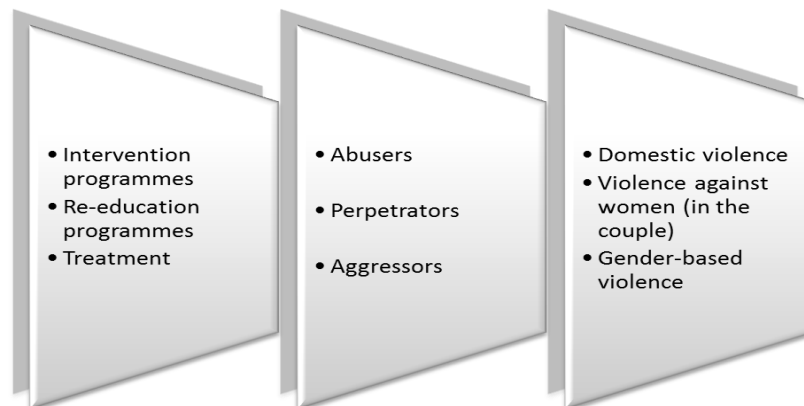 • Intervention
programmes
• Re-education
programmes
• Treatment
• Abusers
• Perpetrators
• Aggressors
• Domestic violence
• Violence against
women (in the
couple)
• Gender-based
violence